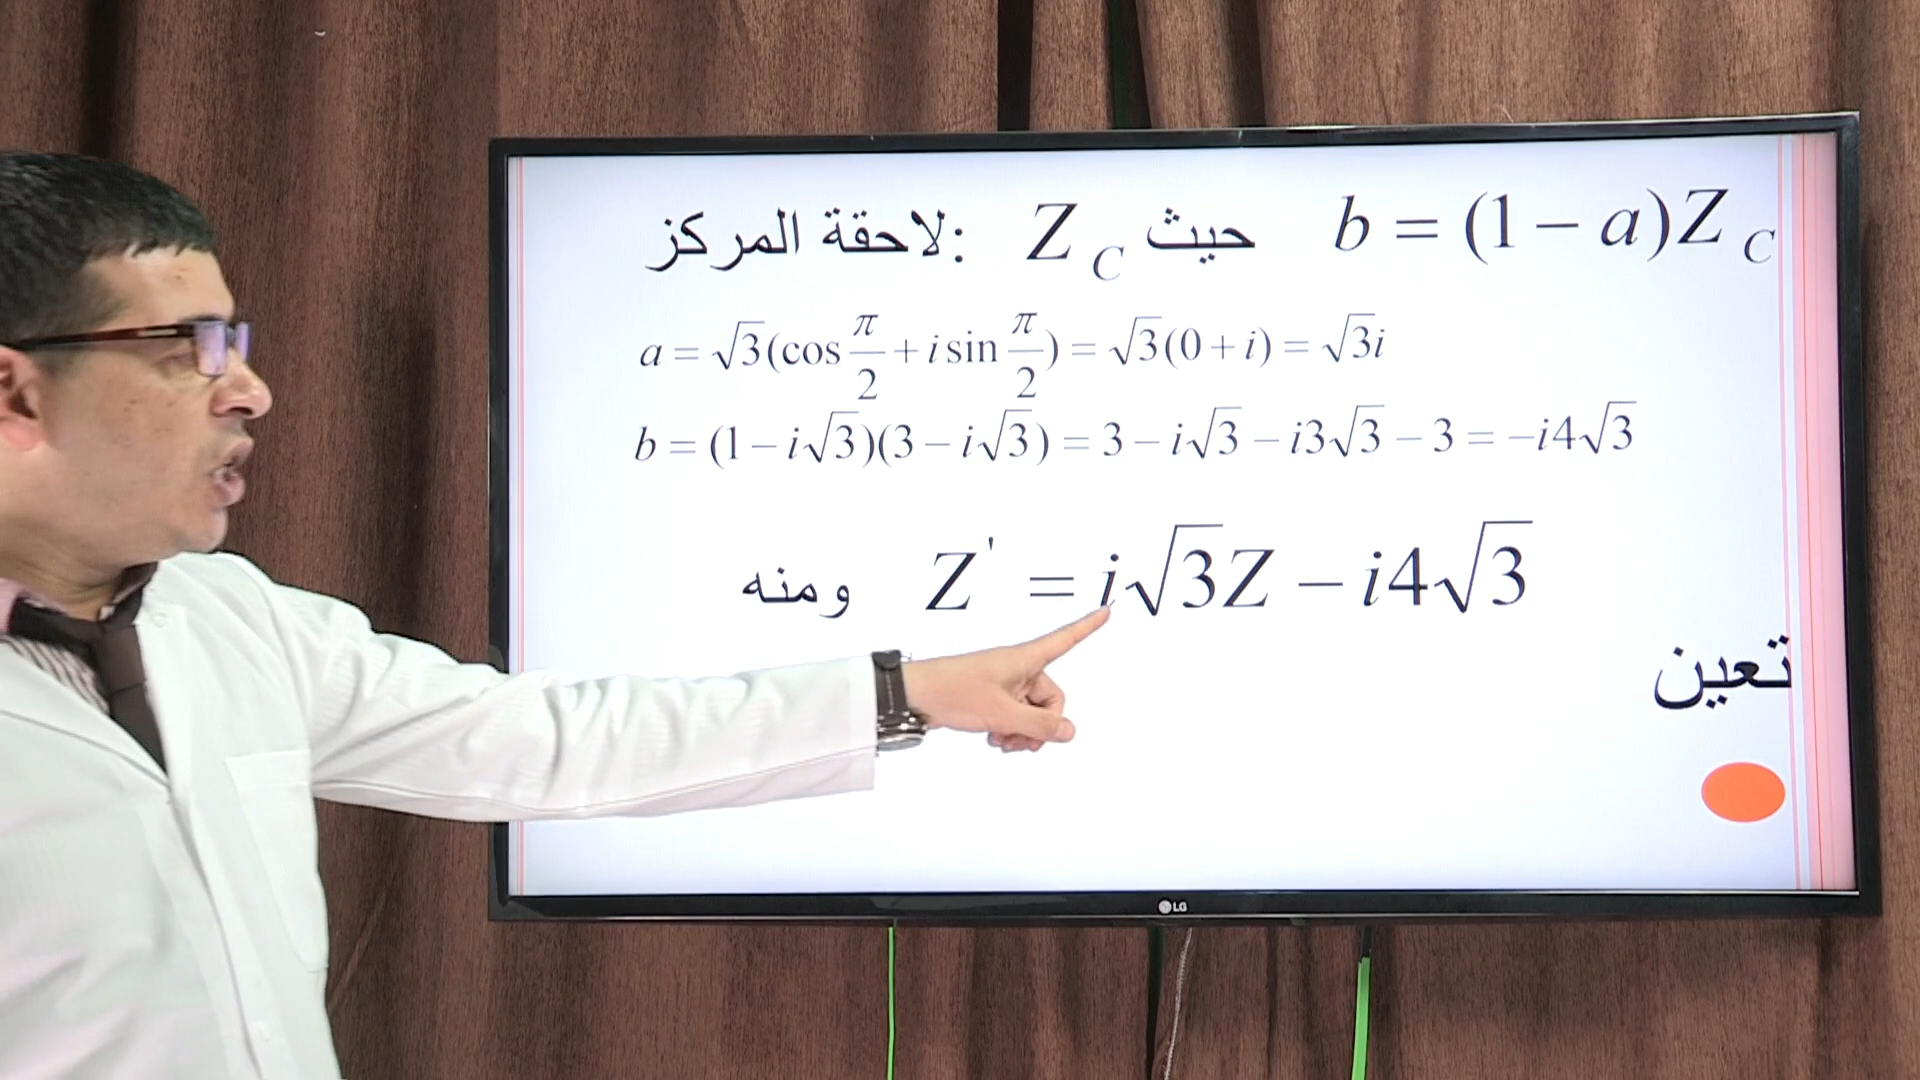 b = (1 − a)Z_C حيث Z_C :لاحقة المركز
a = √3(cos π/2 + i sin π/2) = √3(0 + i) = √3i
b = (1 − i√3)(3 − i√3) = 3 − i√3 − i3√3 − 3 = −i4√3
ومنه Z' = i√3Z − i4√3
تعين
LG